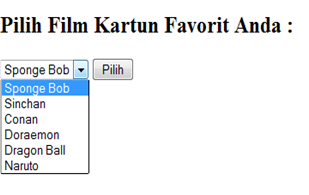 Pilih Film Kartun Favorit Anda :
Sponge Bob Pilih
Sponge Bob
Sinchan
Conan
Doraemon
Dragon Ball
Naruto